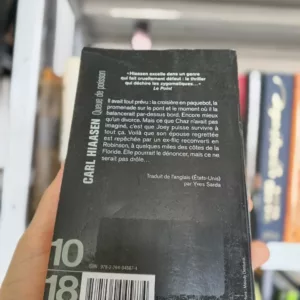 « Hiaasen excelle dans un genre
qui fait cruellement défaut : le thriller
qui déchire les zygomatiques... »
Le Point
Il avait tout prévu : la croisière en paquebot, la
promenade sur le pont et le moment où il la
balancerait par-dessus bord. Encore mieux
qu'un divorce. Mais ce que Chaz n'avait pas
imaginé, c'est que Joey puisse survivre à
tout ça. Voilà que son épouse regrettée
est repêchée par un ex-flic reconverti en
Robinson, à quelques miles des côtes de la
Floride. Elle pourrait le dénoncer, mais ce ne
serait pas drôle...
Traduit de l'anglais (États-Unis)
par Yves Sarda
CARL HIAASEN
Queue de poisson
10
18